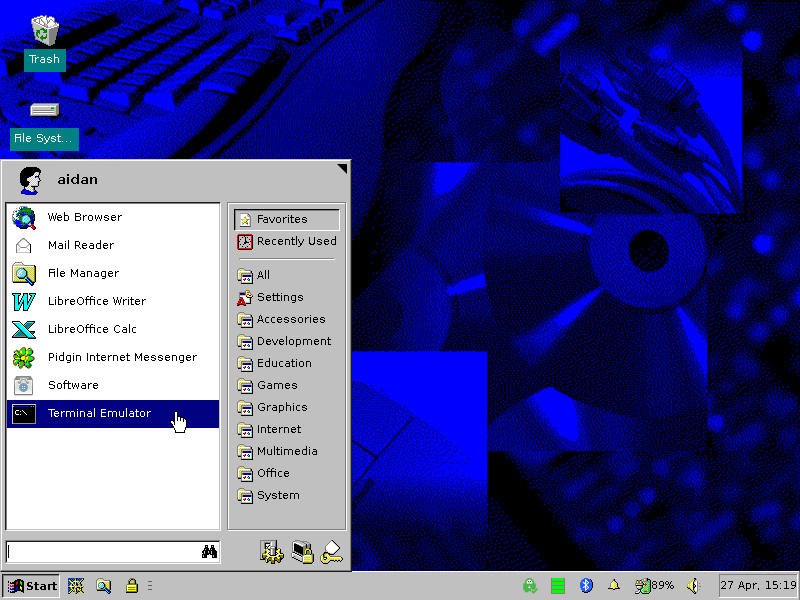 Trash
File Syst...
aidan
Web Browser
Mail Reader
File Manager
LibreOffice Writer
LibreOffice Calc
Pidgin Internet Messenger
Software
C:\
Terminal Emulator
Favorites
Recently Used
All
Settings
Accessories
Development
Education
Games
Graphics
Internet
Multimedia
Office
System
Start
89%
27 Apr, 15:19